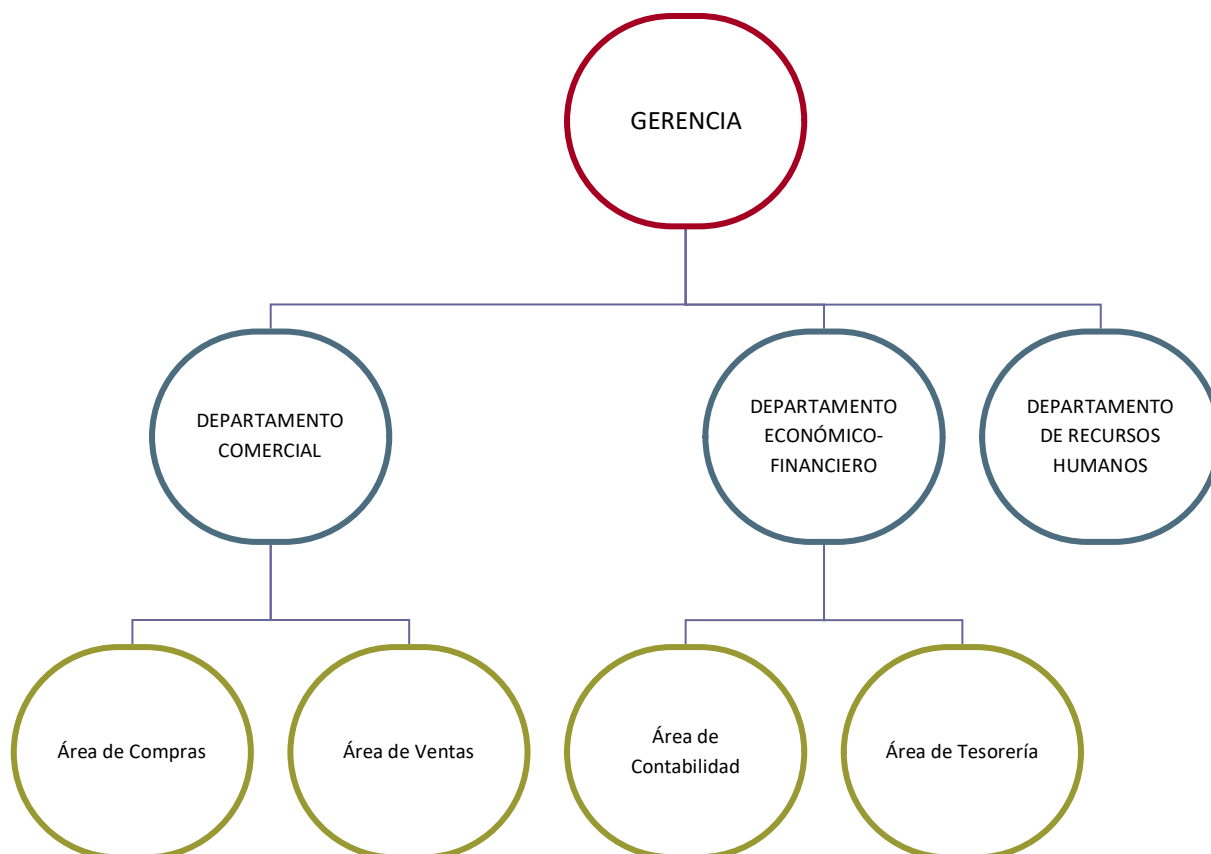 GERENCIA
DEPARTAMENTO
COMERCIAL
DEPARTAMENTO
ECONÓMICO-
FINANCIERO
DEPARTAMENTO
DE RECURSOS
HUMANOS
Área de Compras
Área de Ventas
Área de
Contabilidad
Área de Tesorería